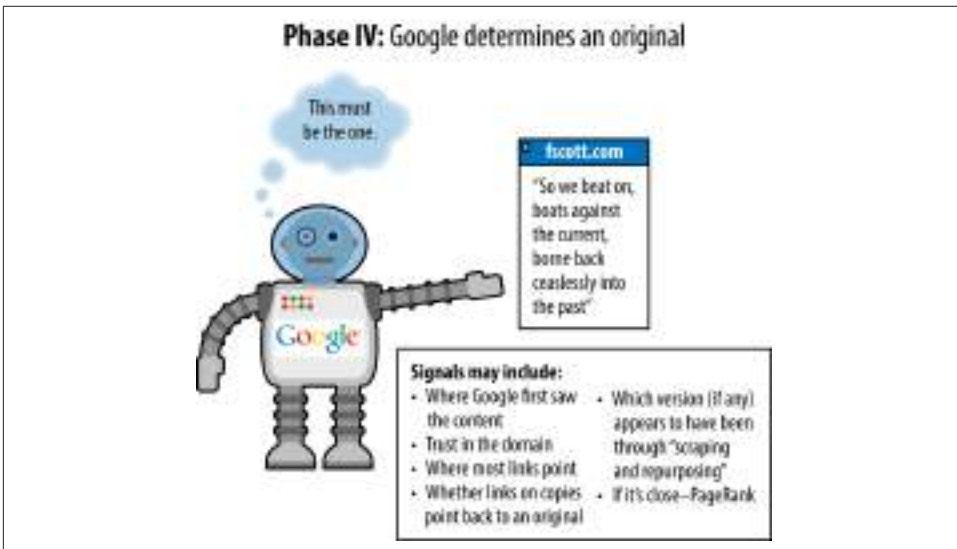 Phase IV: Google determines an original
This must
be the one.
fscott.com
"So we beat on,
boats against
the current,
borne back
ceaslessly into
the past"
Google
Signals may include:
• Where Google first saw
the content
• Trust in the domain
• Where most links point
• Whether links on copies
point back to an original
• Which version (if any)
appears to have been
through "scraping
and repurposing"
• If it's close–PageRank